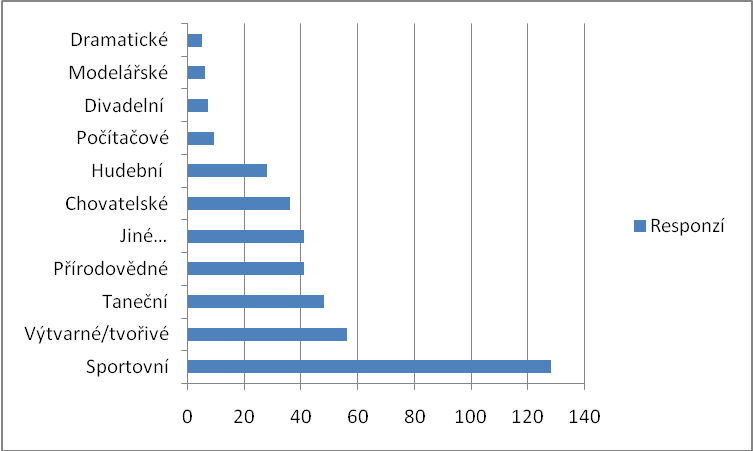 Dramatické
Modelářské
Divadelní
Počítačové
Hudební
Chovatelské
Jiné...
Přírodovědné
Taneční
Výtvarné/tvořivé
Sportovní
0 20 40 60 80 100 120 140
Responzí